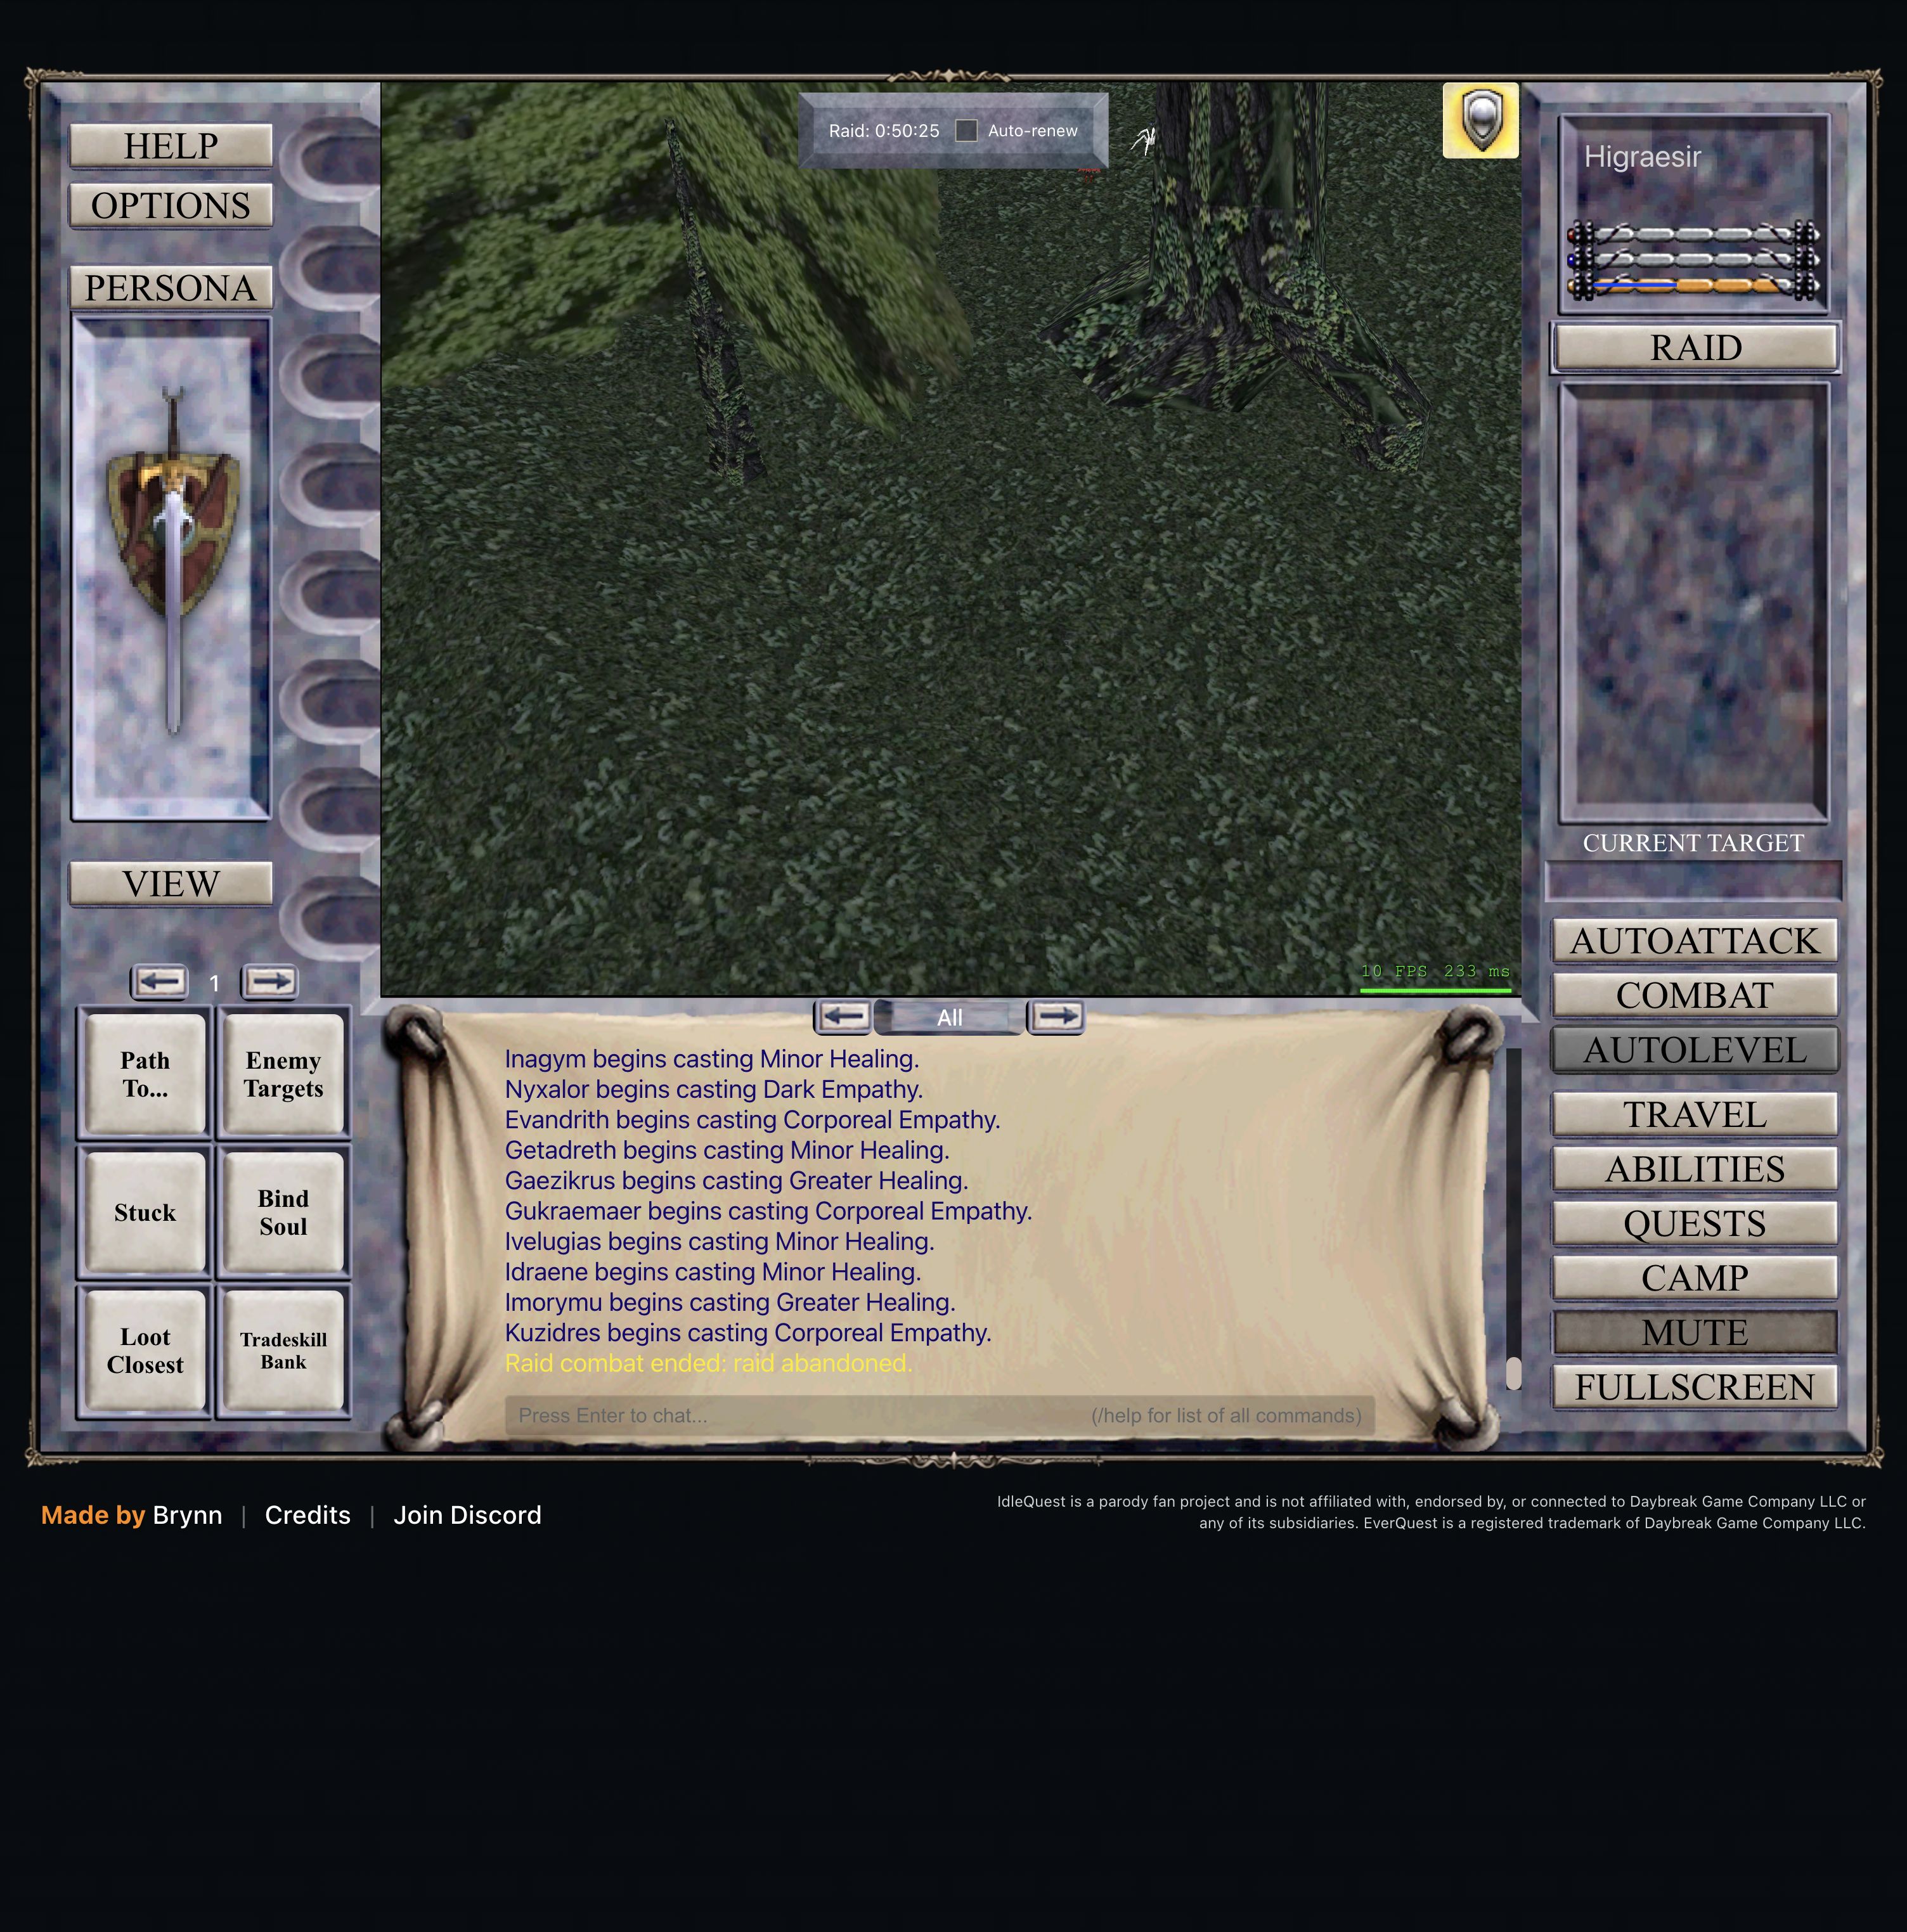 HELP
OPTIONS
PERSONA
VIEW
1
Path
To...
Enemy
Targets
Stuck
Bind
Soul
Loot
Closest
Tradeskill
Bank
Raid: 0:50:25 Auto-renew
10 FPS 233 ms
All
Inagym begins casting Minor Healing.
Nyxalor begins casting Dark Empathy.
Evandrith begins casting Corporeal Empathy.
Getadreth begins casting Minor Healing.
Gaezikrus begins casting Greater Healing.
Gukraemaer begins casting Corporeal Empathy.
Ivelugias begins casting Minor Healing.
Idraene begins casting Minor Healing.
Imorymu begins casting Greater Healing.
Kuzidres begins casting Corporeal Empathy.
Raid combat ended: raid abandoned.
Press Enter to chat... (/help for list of all commands)
Higraesir
RAID
CURRENT TARGET
AUTOATTACK
COMBAT
AUTOLEVEL
TRAVEL
ABILITIES
QUESTS
CAMP
MUTE
FULLSCREEN
Made by Brynn | Credits | Join Discord
IdleQuest is a parody fan project and is not affiliated with, endorsed by, or connected to Daybreak Game Company LLC or
any of its subsidiaries. EverQuest is a registered trademark of Daybreak Game Company LLC.